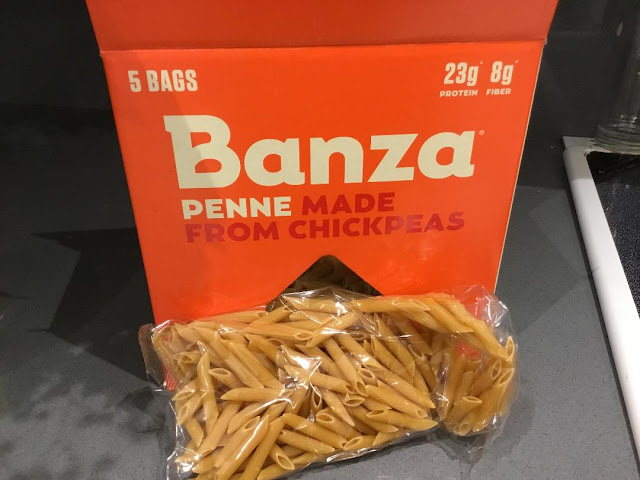 5 BAGS
23g* 8g*
PROTEIN FIBER
Banza®
PENNE MADE
FROM CHICKPEAS